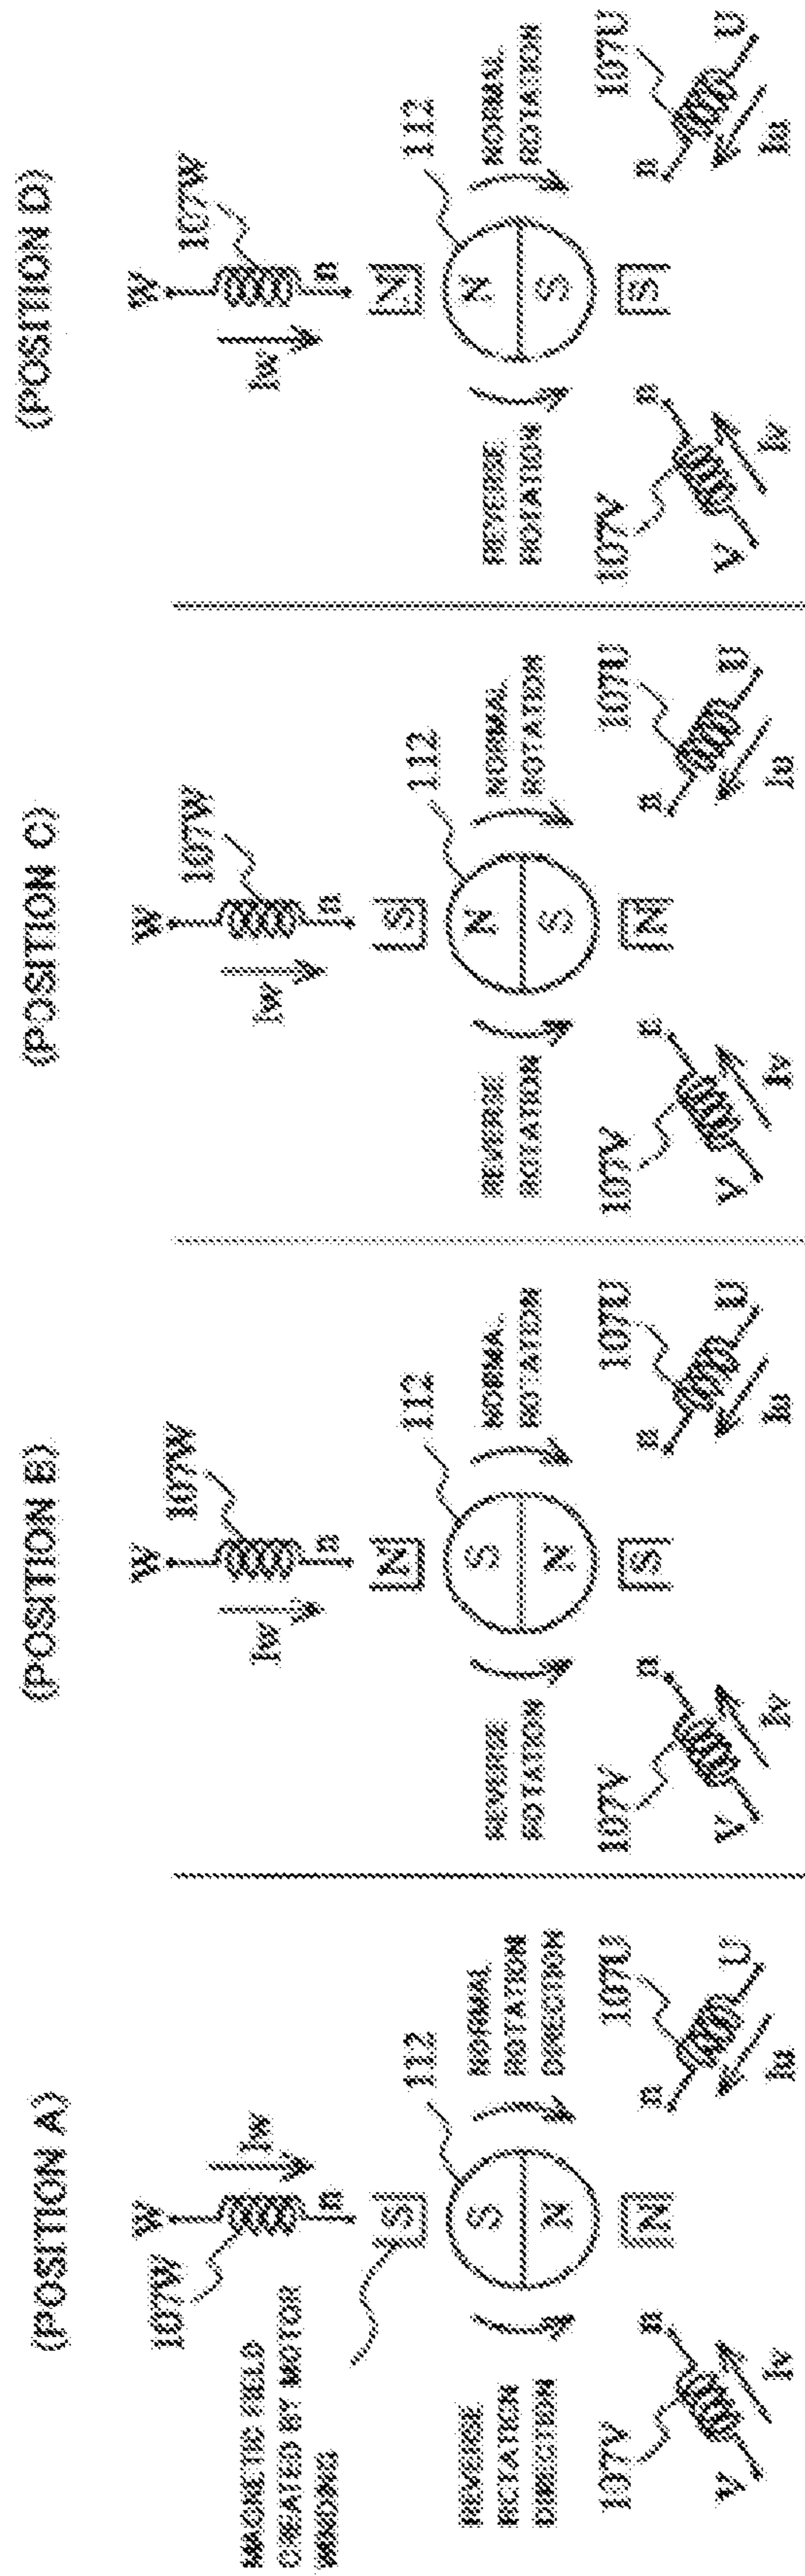 (POSITION A)
W
107W
Iw
n
MAGNETIC FIELD
CREATED BY MOTOR
WINDING
S
112
S
N
N
REVERSE
ROTATION
DIRECTION
NORMAL
ROTATION
DIRECTION
107V
n
V
Iv
107U
n
U
Iu
(POSITION B)
W
107W
Iw
n
N
112
S
N
S
REVERSE
ROTATION
NORMAL
ROTATION
107V
n
V
Iv
107U
n
U
Iu
(POSITION C)
W
107W
Iw
n
S
112
N
S
N
REVERSE
ROTATION
NORMAL
ROTATION
107V
n
V
Iv
107U
n
U
Iu
(POSITION D)
W
107W
Iw
n
N
112
N
S
S
REVERSE
ROTATION
NORMAL
ROTATION
107V
n
V
Iv
107U
n
U
Iu